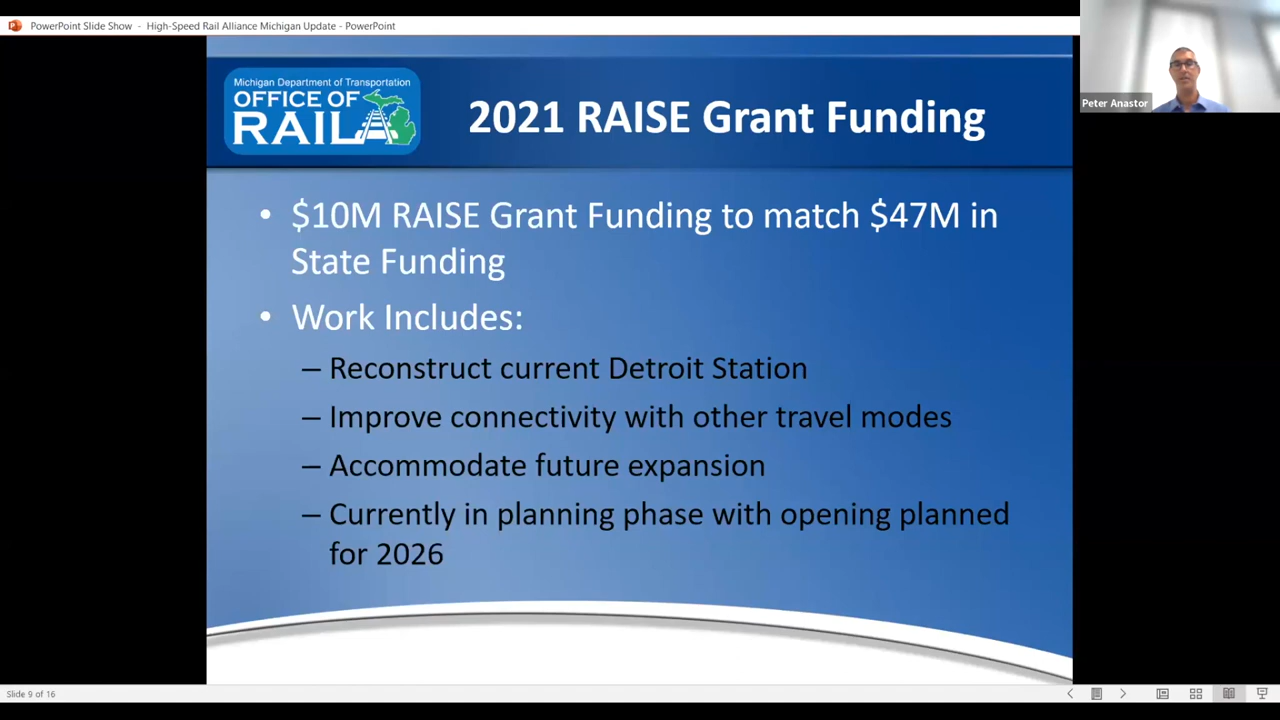 PowerPoint Slide Show - High-Speed Rail Alliance Michigan Update - PowerPoint
Peter Anastor
Michigan Department of Transportation
OFFICE OF
RAIL
2021 RAISE Grant Funding
• $10M RAISE Grant Funding to match $47M in
State Funding
• Work Includes:
– Reconstruct current Detroit Station
– Improve connectivity with other travel modes
– Accommodate future expansion
– Currently in planning phase with opening planned
for 2026
Slide 9 of 16